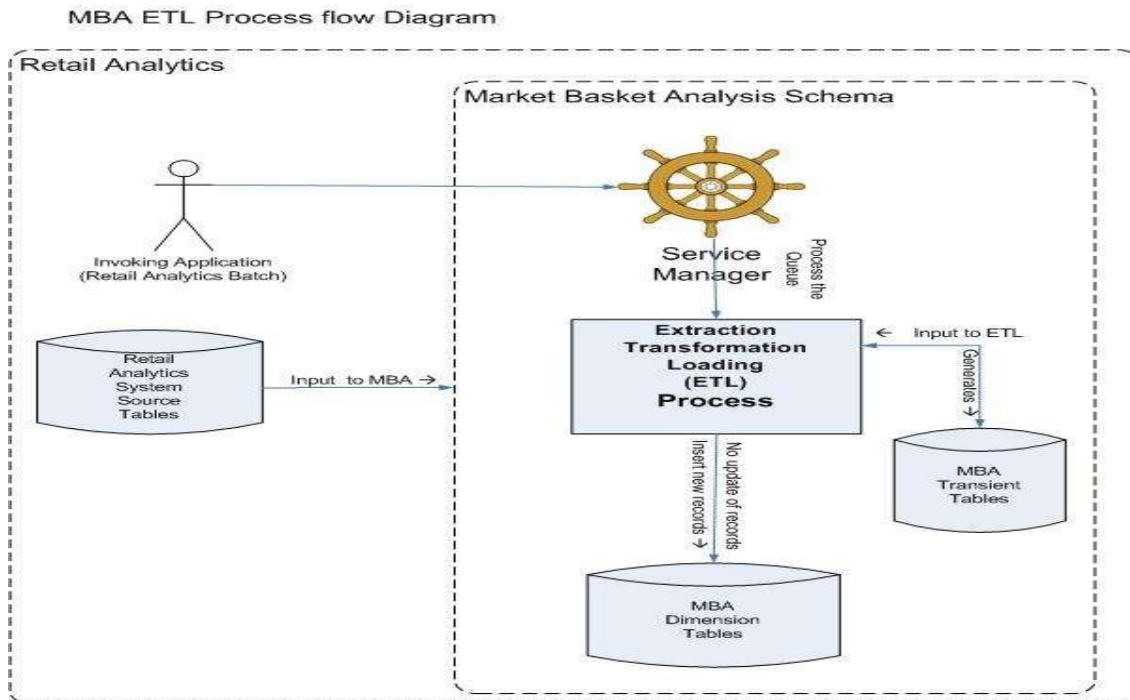 MBA ETL Process flow Diagram
Retail Analytics
Market Basket Analysis Schema
Invoking Application
(Retail Analytics Batch)
Service
Manager
Process the
Queue
Retail
Analytics
System
Source
Tables
Input to MBA →
Extraction
Transformation
Loading
(ETL)
Process
← Input to ETL
Generates →
MBA
Transient
Tables
Insert new records →
No update of records
MBA
Dimension
Tables